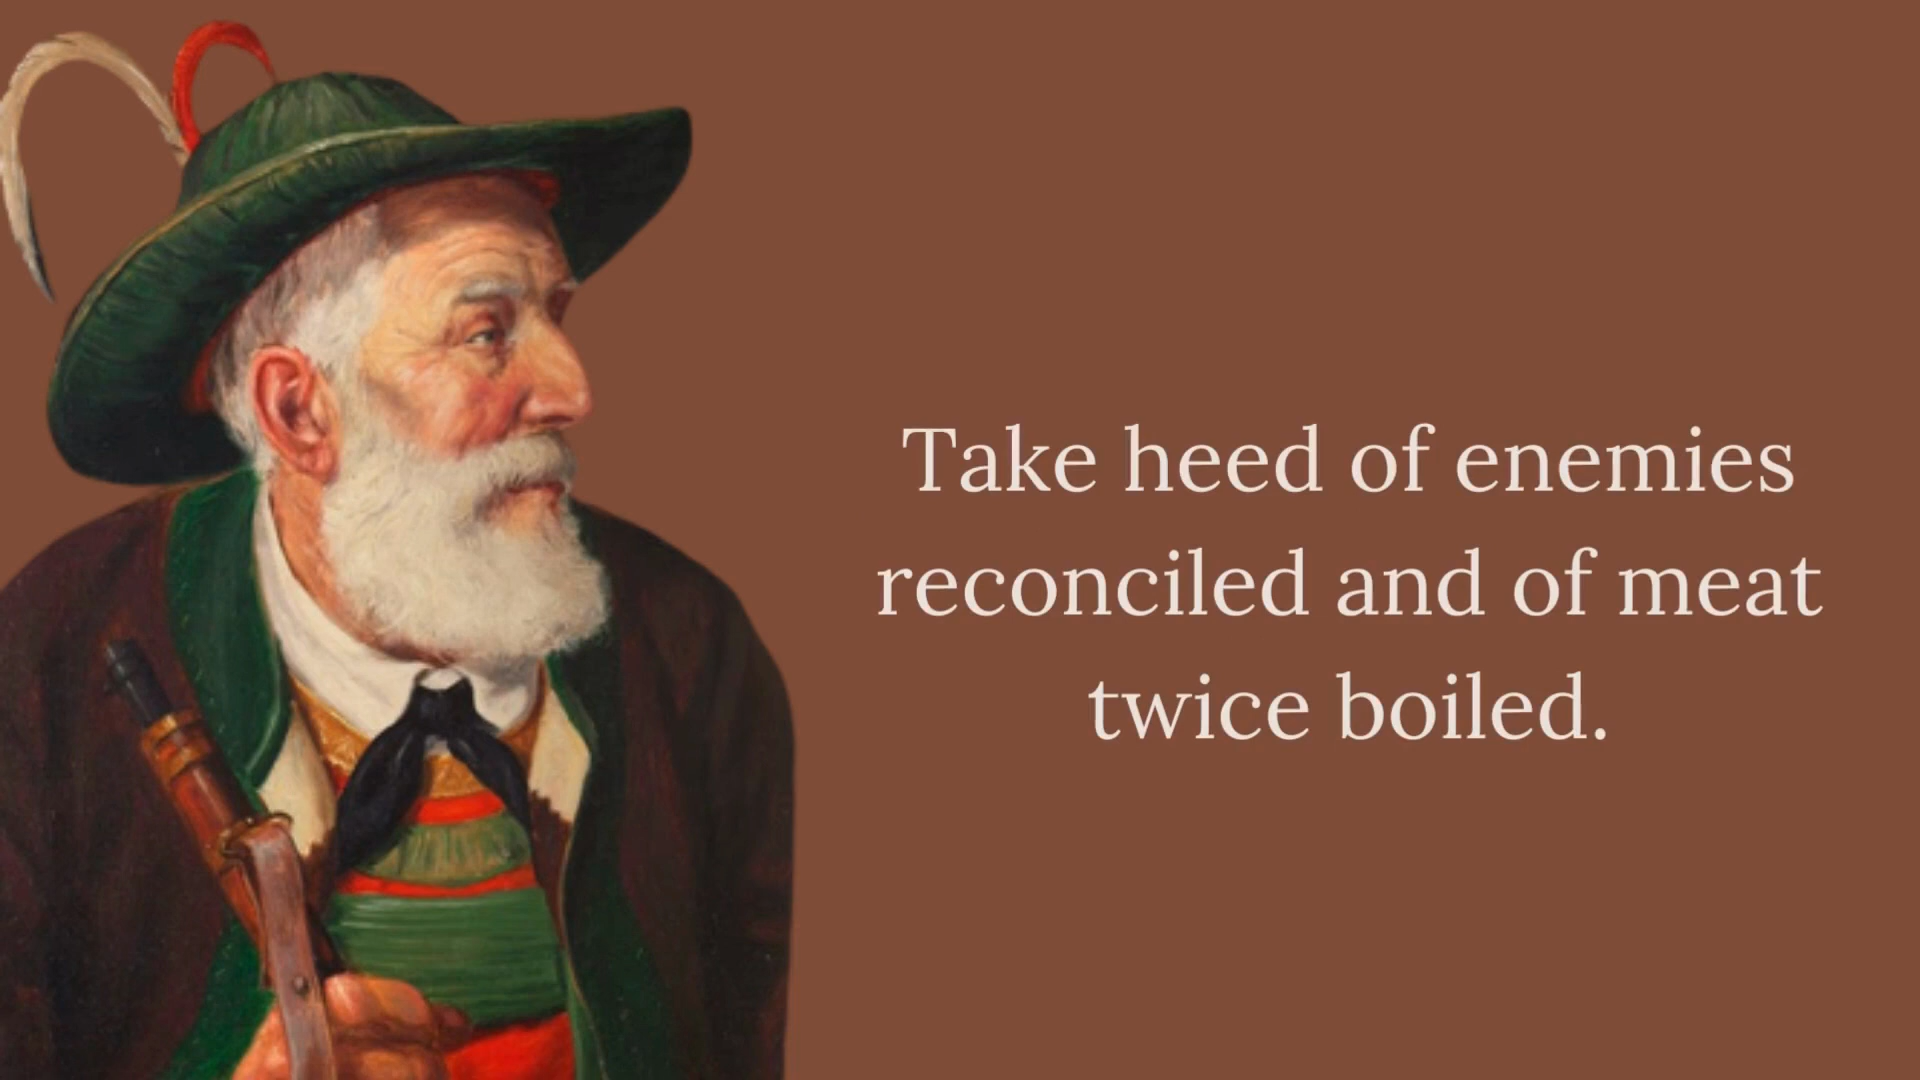 Take heed of enemies
reconciled and of meat
twice boiled.